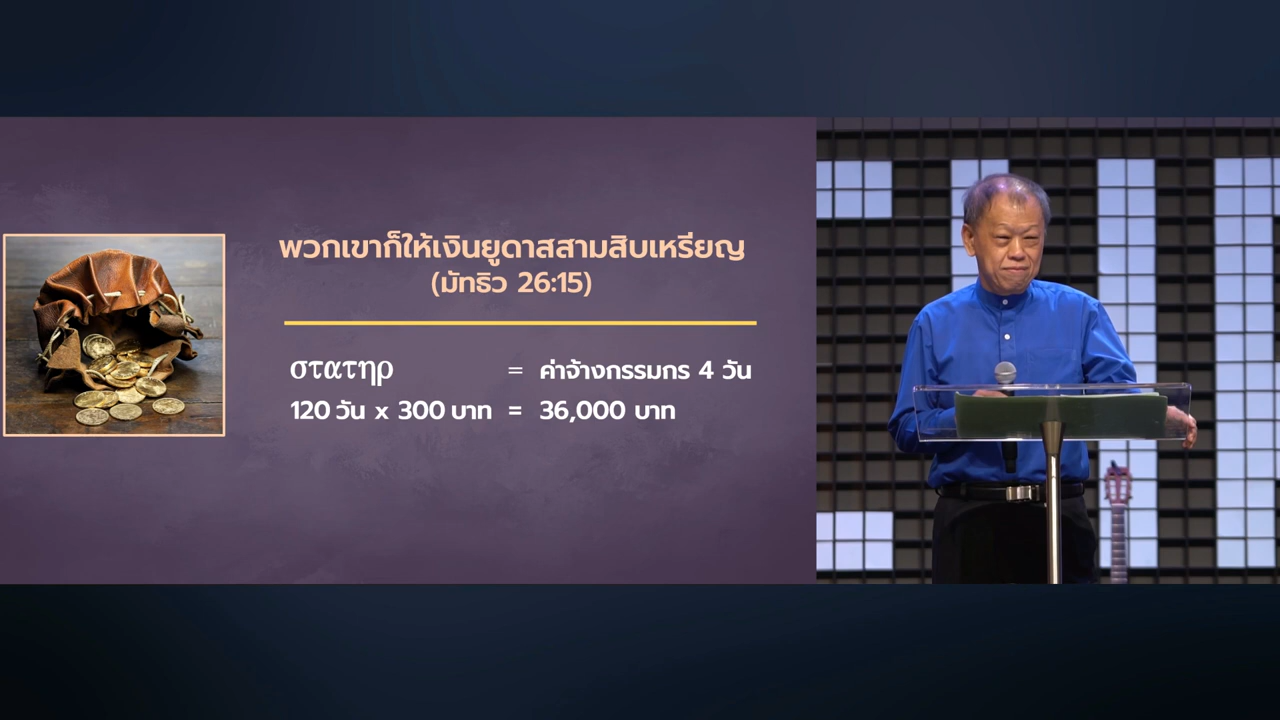 พวกเขาก็ให้เงินยูดาสสามสิบเหรียญ
(มัทธิว 26:15)
στατηρ = ค่าจ้างกรรมกร 4 วัน
120 วัน x 300 บาท = 36,000 บาท